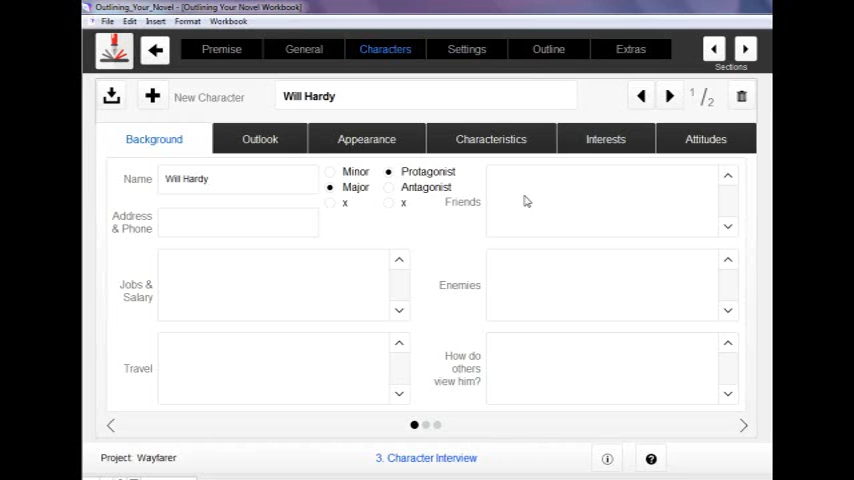 Outlining_Your_Novel - [Outlining Your Novel Workbook]
File Edit Insert Format Workbook
Premise General Characters Settings Outline Extras
Sections
New Character Will Hardy 1/2
Background Outlook Appearance Characteristics Interests Attitudes
Name Will Hardy Minor Protagonist
Major Antagonist
x x Friends
Address
& Phone
Jobs &
Salary
Enemies
Travel
How do
others
view him?
Project: Wayfarer 3. Character Interview